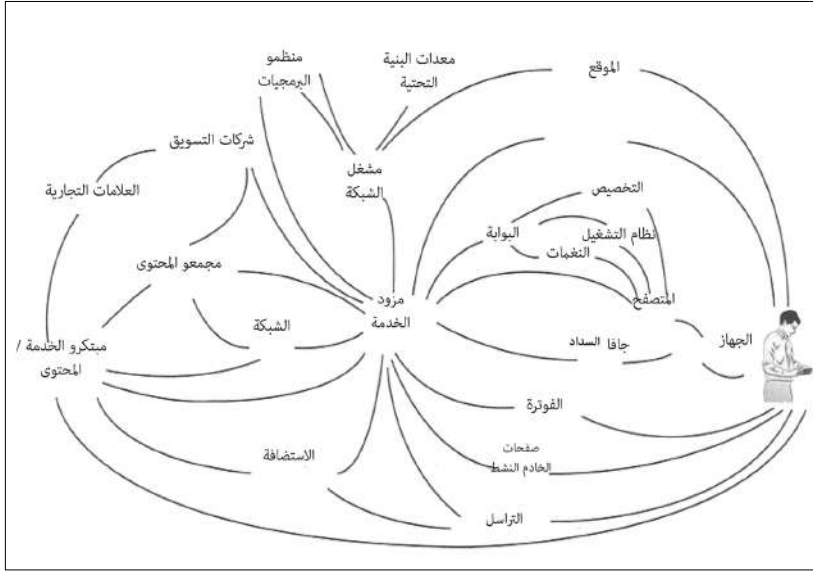 الموقع
معدات البنية
التحتية
منظمو
البرمجيات
شركات التسويق
مشغل
الشبكة
العلامات التجارية
التخصيص
البوابة
نظام التشغيل
النغمات
مجمعو المحتوى
المتصفح
مزود
الخدمة
الشبكة
جافا السداد
الجهاز
مبتكرو الخدمة /
المحتوى
الفوترة
صفحات
الخادم النشط
الاستضافة
التراسل